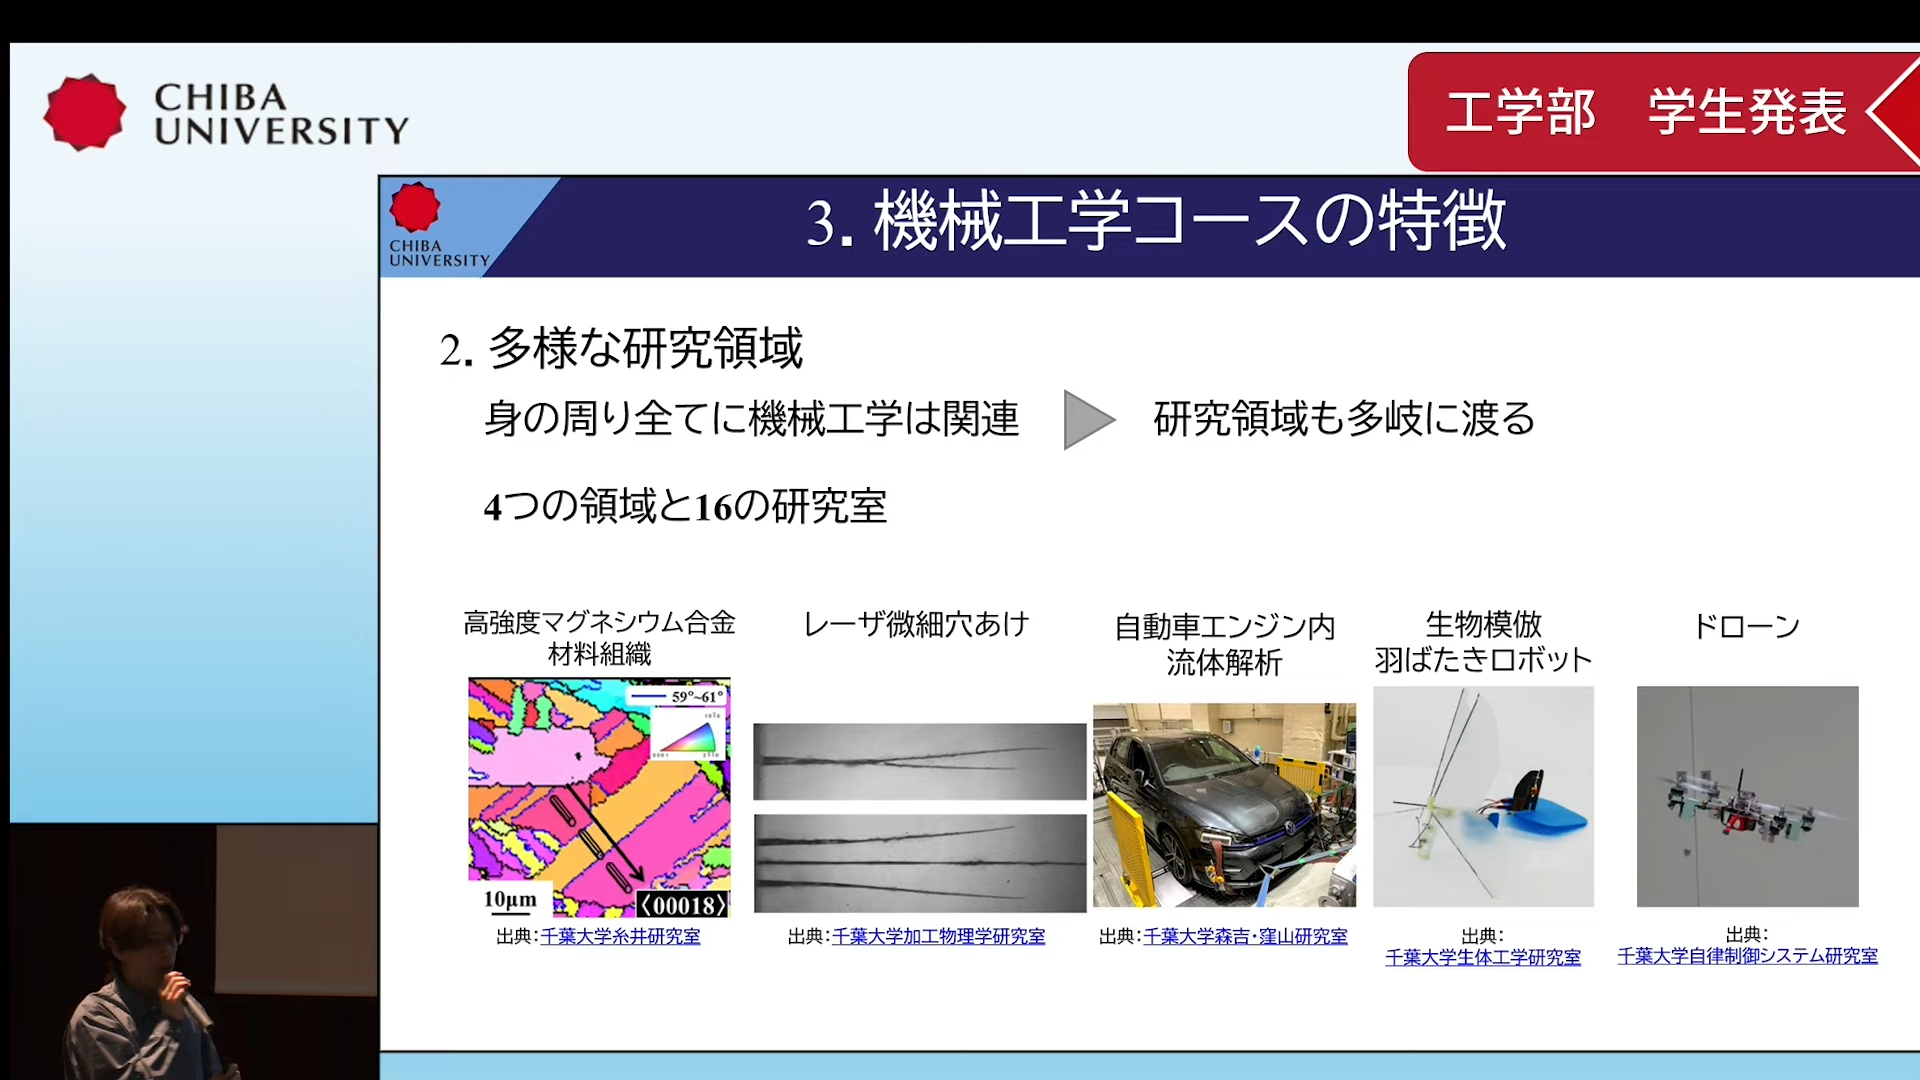 CHIBA
UNIVERSITY
工学部 学生発表
CHIBA
UNIVERSITY
3. 機械工学コースの特徴
2. 多様な研究領域
身の周り全てに機械工学は関連
研究領域も多岐に渡る
4つの領域と16の研究室
高強度マグネシウム合金
材料組織
59°~61°
10μm
⟨00018⟩
出典：千葉大学糸井研究室
レーザ微細穴あけ
出典：千葉大学加工物理学研究室
自動車エンジン内
流体解析
出典：千葉大学森吉・窪山研究室
生物模倣
羽ばたきロボット
出典：
千葉大学生体工学研究室
ドローン
出典：
千葉大学自律制御システム研究室